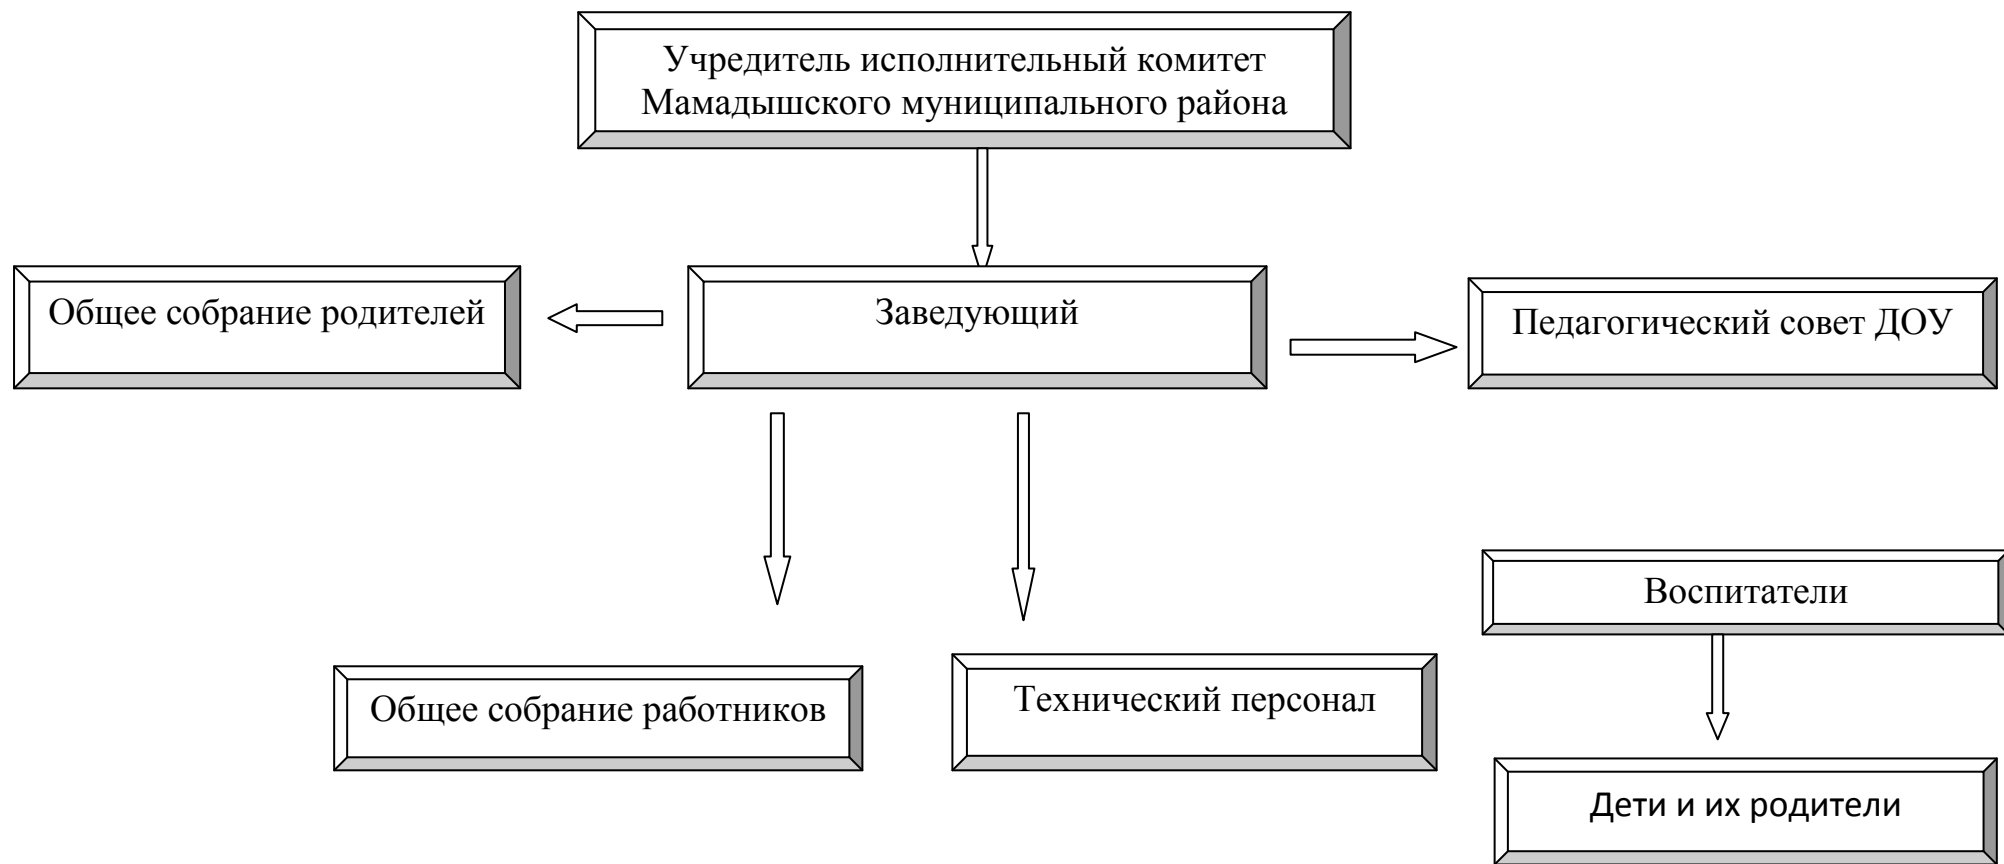 Учредитель исполнительный комитет
Мамадышского муниципального района
Общее собрание родителей
Заведующий
Педагогический совет ДОУ
Воспитатели
Общее собрание работников
Технический персонал
Дети и их родители